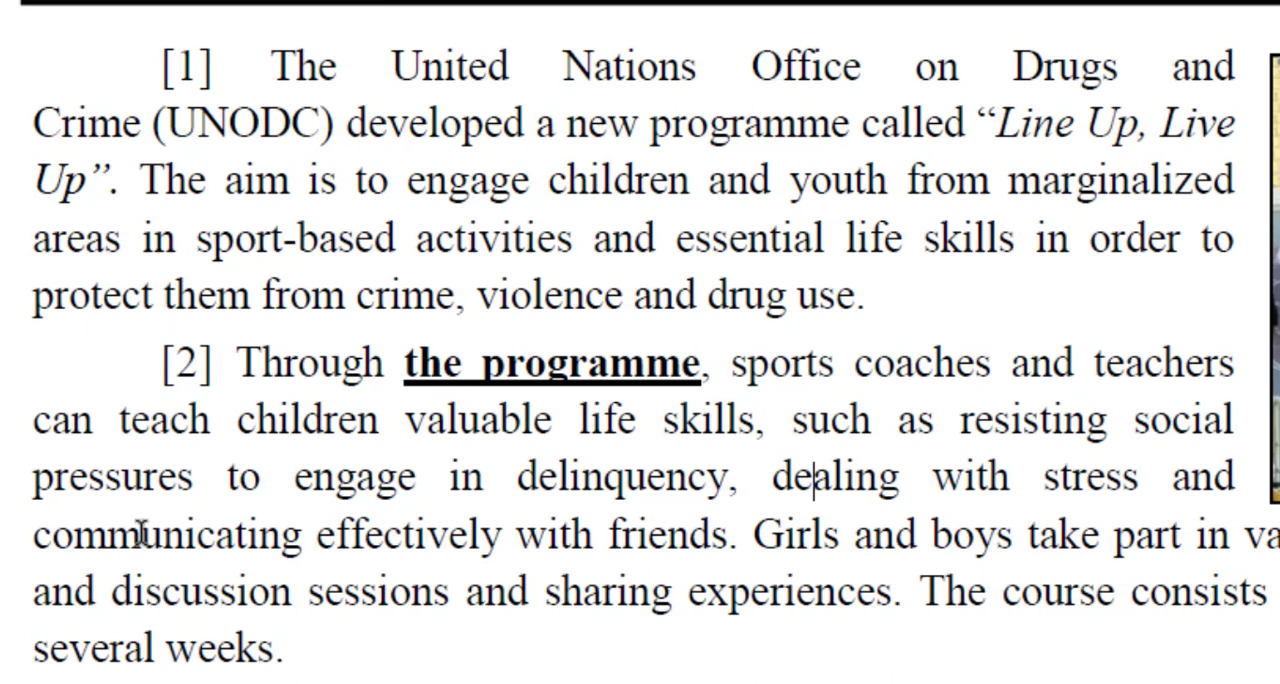 [1] The United Nations Office on Drugs and
Crime (UNODC) developed a new programme called “Line Up, Live
Up”. The aim is to engage children and youth from marginalized
areas in sport-based activities and essential life skills in order to
protect them from crime, violence and drug use.
[2] Through the programme, sports coaches and teachers
can teach children valuable life skills, such as resisting social
pressures to engage in delinquency, dealing with stress and
communicating effectively with friends. Girls and boys take part in
and discussion sessions and sharing experiences. The course consists
several weeks.